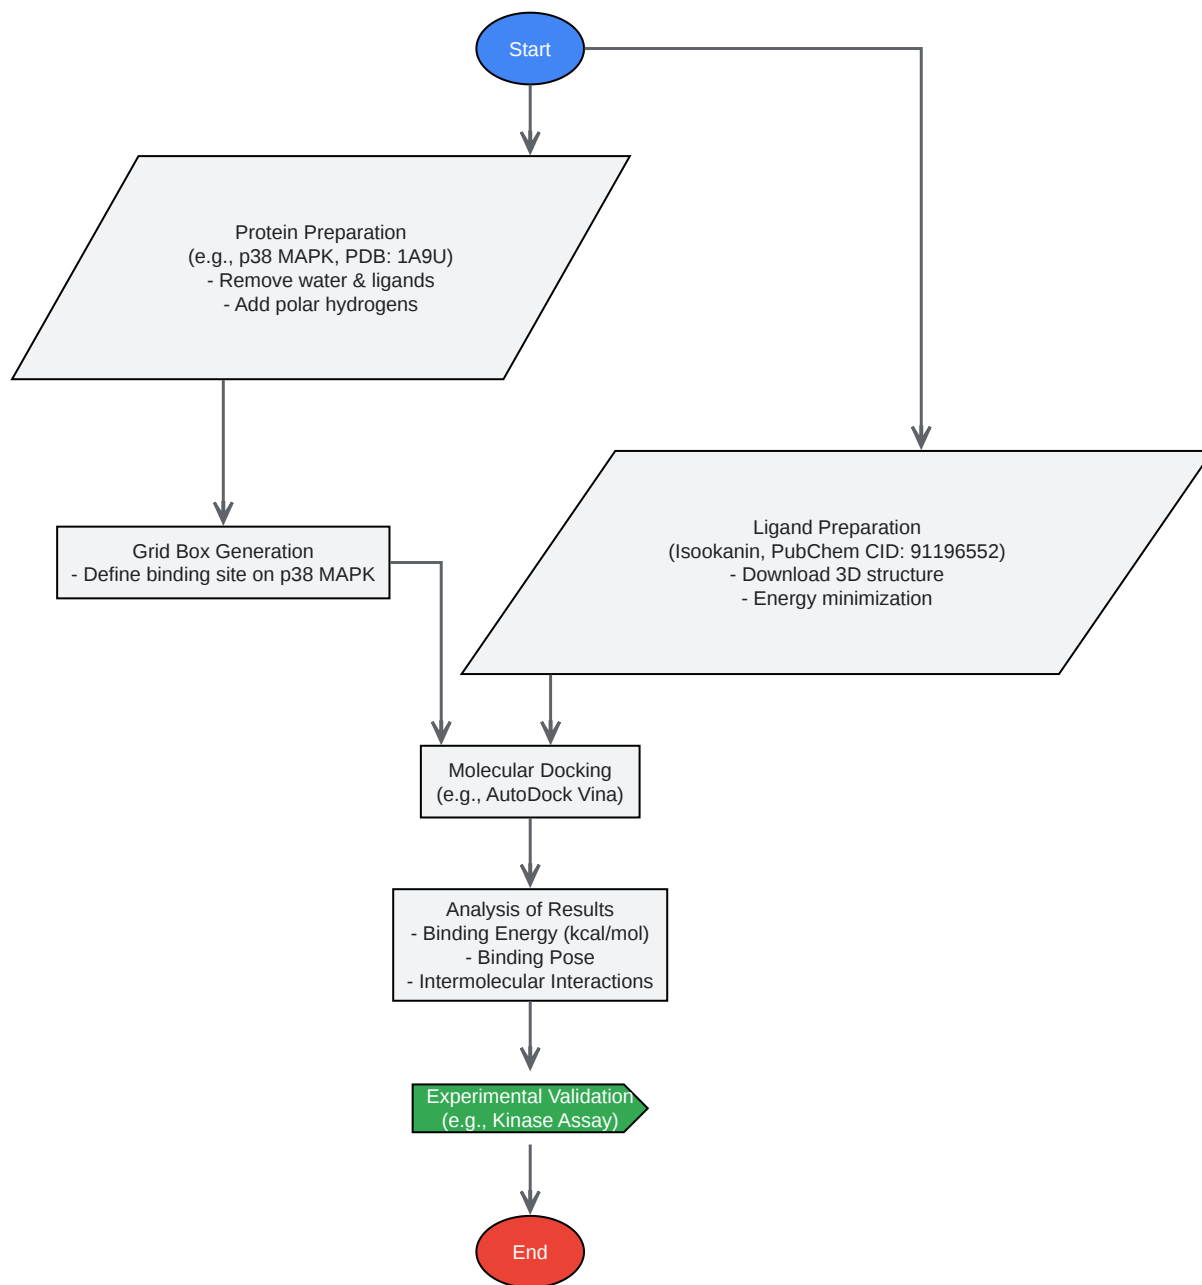 Start
Protein Preparation
(e.g., p38 MAPK, PDB: 1A9U)
- Remove water & ligands
- Add polar hydrogens
Grid Box Generation
- Define binding site on p38 MAPK
Ligand Preparation
(Isookanin, PubChem CID: 91196552)
- Download 3D structure
- Energy minimization
Molecular Docking
(e.g., AutoDock Vina)
Analysis of Results
- Binding Energy (kcal/mol)
- Binding Pose
- Intermolecular Interactions
Experimental Validation
(e.g., Kinase Assay)
End